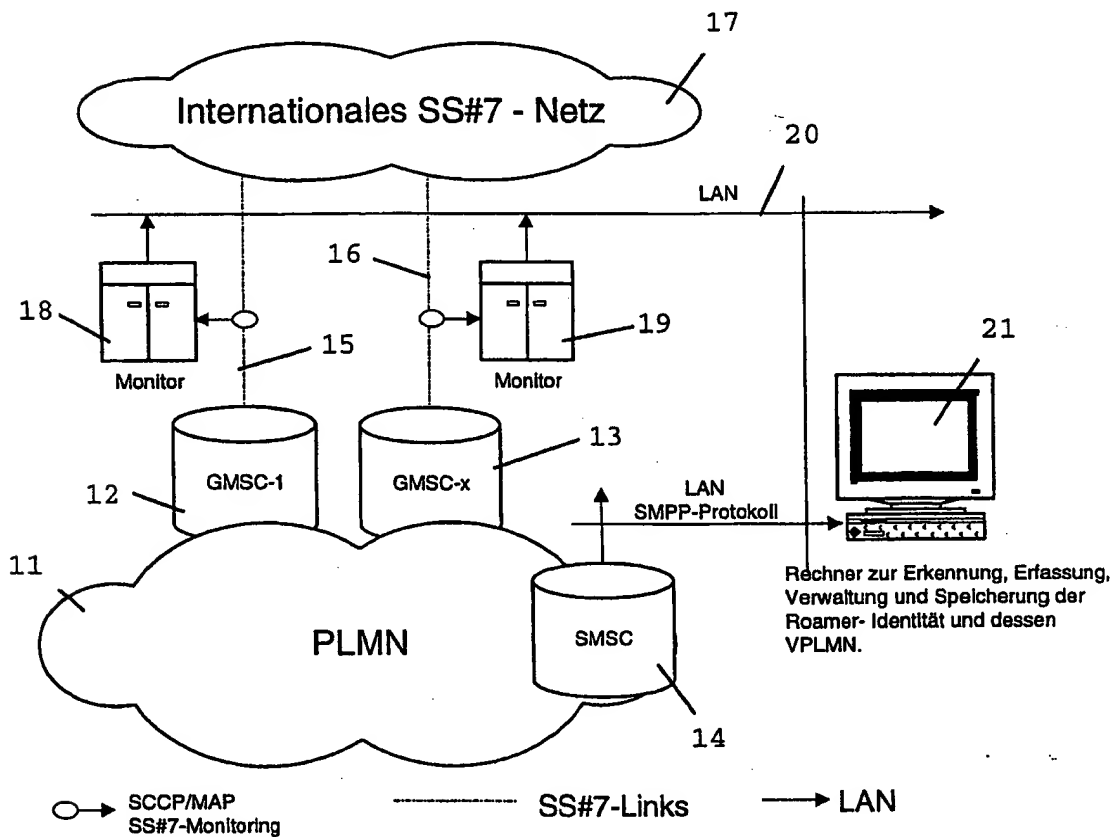 17
Internationales SS#7 - Netz
20
LAN
16
18
19
15
21
Monitor
Monitor
13
GMSC-1
GMSC-x
12
LAN
SMPP-Protokoll
11
Rechner zur Erkennung, Erfassung,
Verwaltung und Speicherung der
Roamer- Identität und dessen
VPLMN.
PLMN
SMSC
14
SCCP/MAP
SS#7-Monitoring
SS#7-Links
LAN